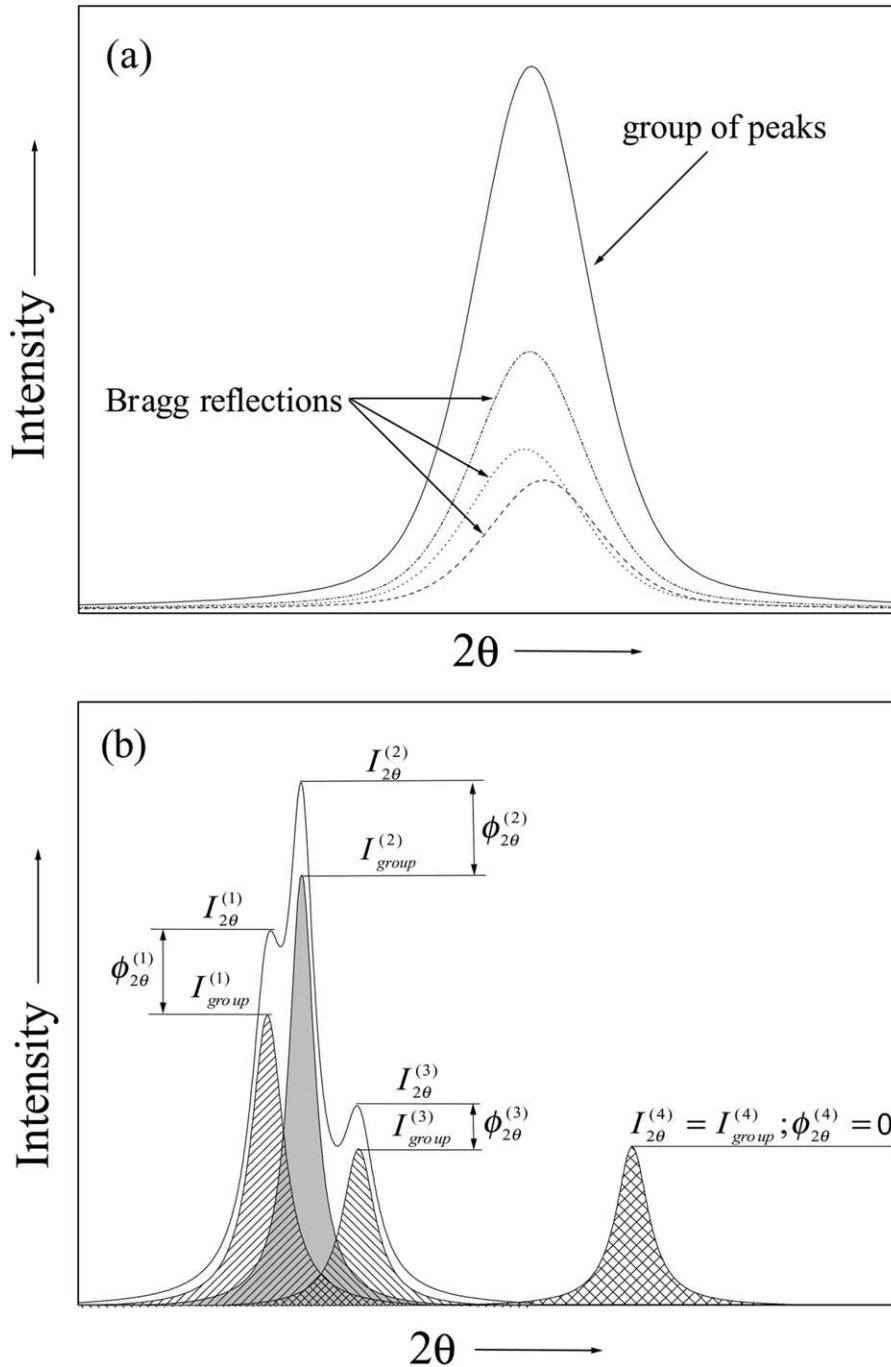 (a)
group of peaks
Bragg reflections
Intensity
2θ
(b)
I_{2θ}^{(2)}
ϕ_{2θ}^{(2)}
I_{group}^{(2)}
I_{2θ}^{(1)}
ϕ_{2θ}^{(1)}
I_{group}^{(1)}
I_{2θ}^{(3)}
I_{group}^{(3)}
ϕ_{2θ}^{(3)}
I_{2θ}^{(4)} = I_{group}^{(4)} ; ϕ_{2θ}^{(4)} = 0
Intensity
2θ